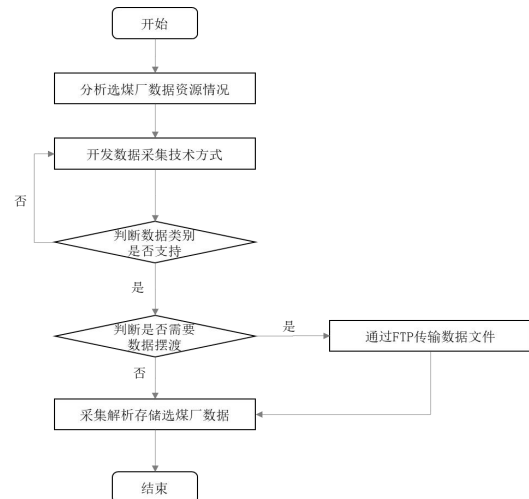 开始
分析选煤厂数据资源情况
开发数据采集技术方式
否
判断数据类别
是否支持
是
判断是否需要
数据摆渡
是
通过FTP传输数据文件
否
采集解析存储选煤厂数据
结束